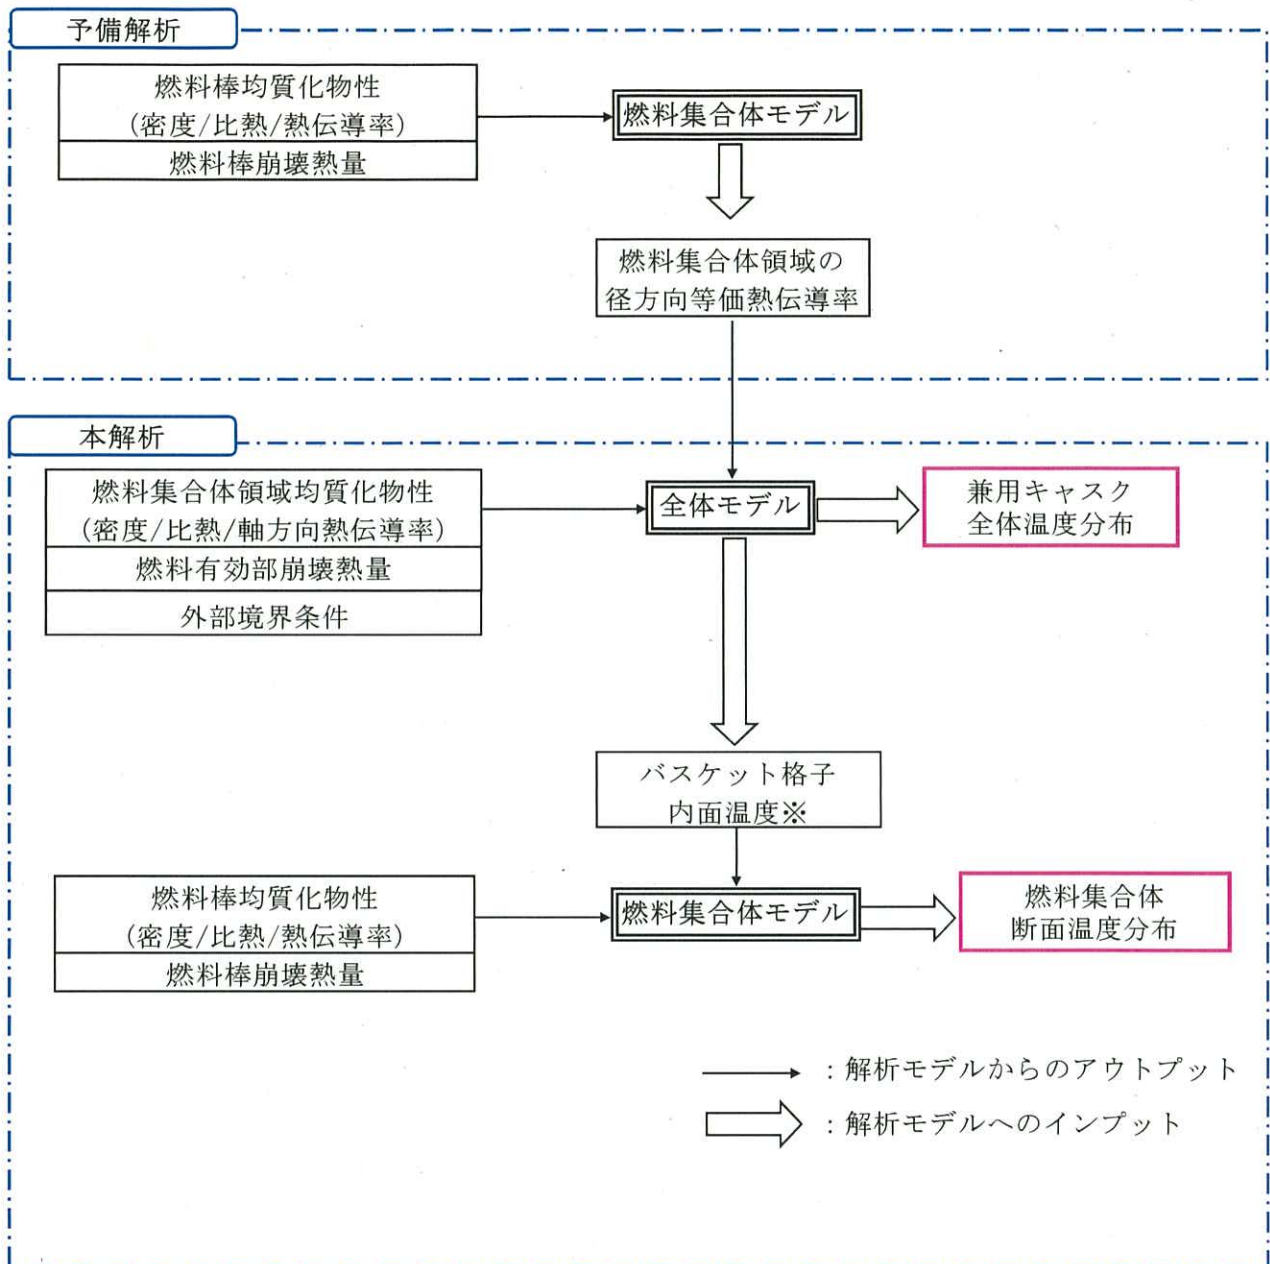 予備解析
燃料棒均質化物性
(密度/比熱/熱伝導率)
燃料棒崩壊熱量
燃料集合体モデル
燃料集合体領域の
径方向等価熱伝導率
本解析
燃料集合体領域均質化物性
(密度/比熱/軸方向熱伝導率)
燃料有効部崩壊熱量
外部境界条件
全体モデル
兼用キャスク
全体温度分布
バスケット格子
内面温度※
燃料棒均質化物性
(密度/比熱/熱伝導率)
燃料棒崩壊熱量
燃料集合体モデル
燃料集合体
断面温度分布
：解析モデルからのアウトプット
：解析モデルへのインプット